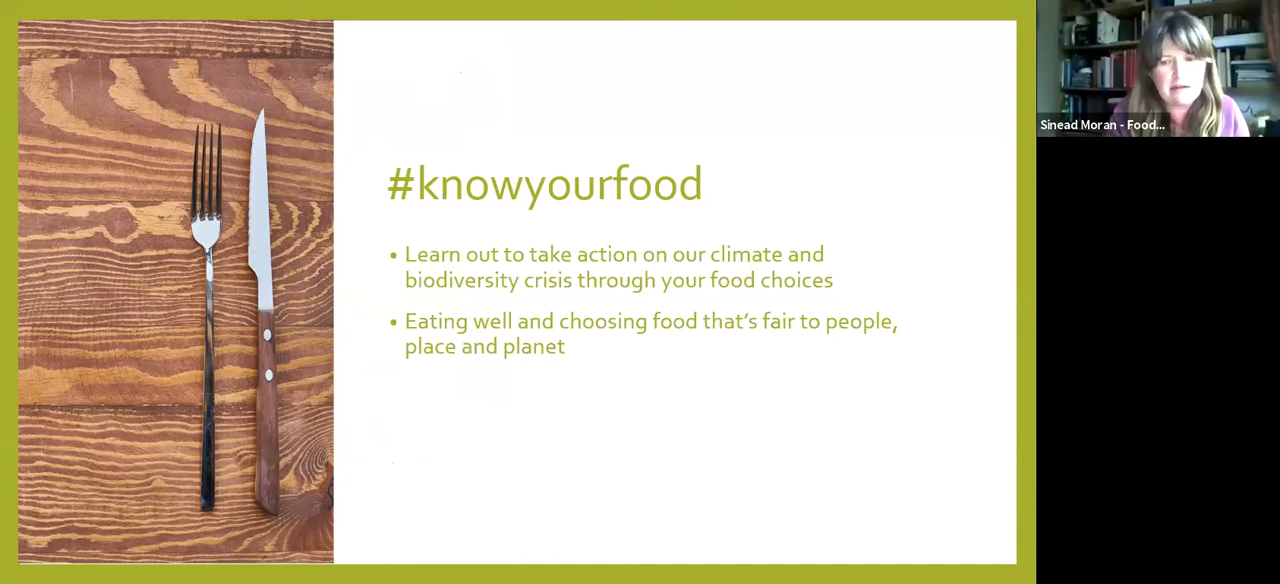 #knowyourfood
• Learn out to take action on our climate and
biodiversity crisis through your food choices
• Eating well and choosing food that's fair to people,
place and planet
Sinead Moran - Food...